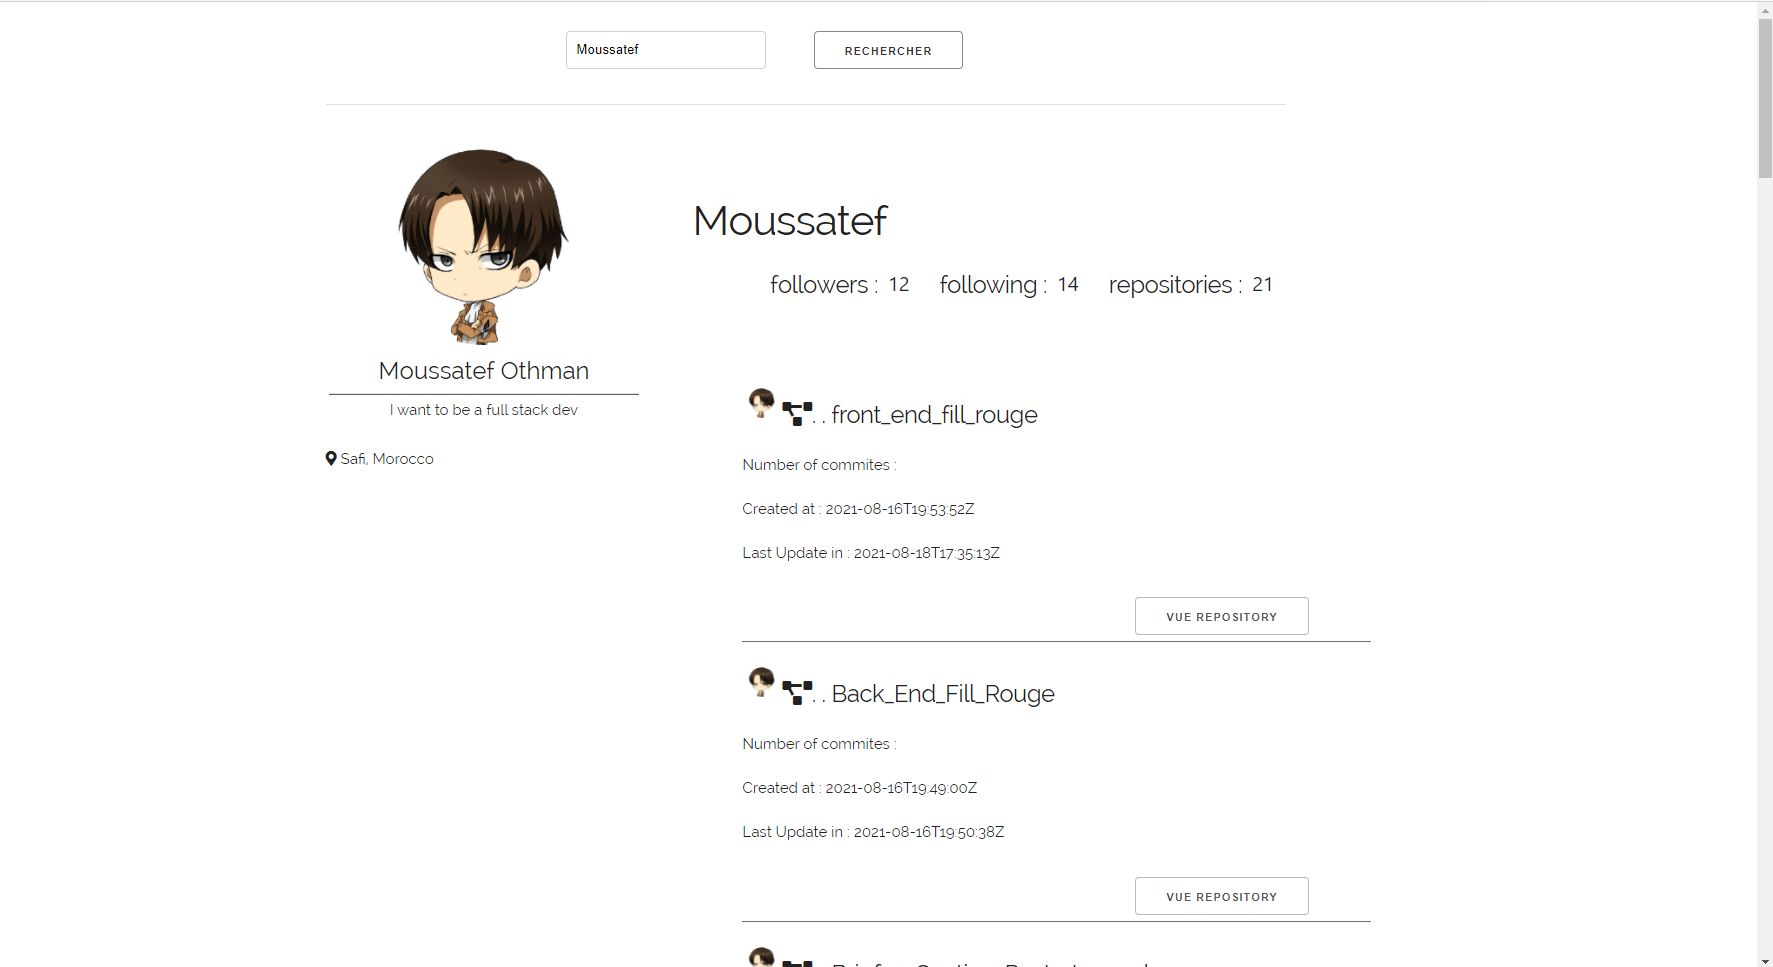 Moussatef
RECHERCHER
Moussatef
followers : 12 following : 14 repositories : 21
Moussatef Othman
I want to be a full stack dev
Safi, Morocco
. . front_end_fill_rouge
Number of commites :
Created at : 2021-08-16T19:53:52Z
Last Update in : 2021-08-18T17:35:13Z
VUE REPOSITORY
. . Back_End_Fill_Rouge
Number of commites :
Created at : 2021-08-16T19:49:00Z
Last Update in : 2021-08-16T19:50:38Z
VUE REPOSITORY